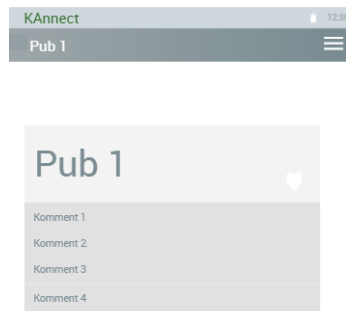 KAnnect 12:30
Pub 1
Pub 1
Komment 1
Komment 2
Komment 3
Komment 4